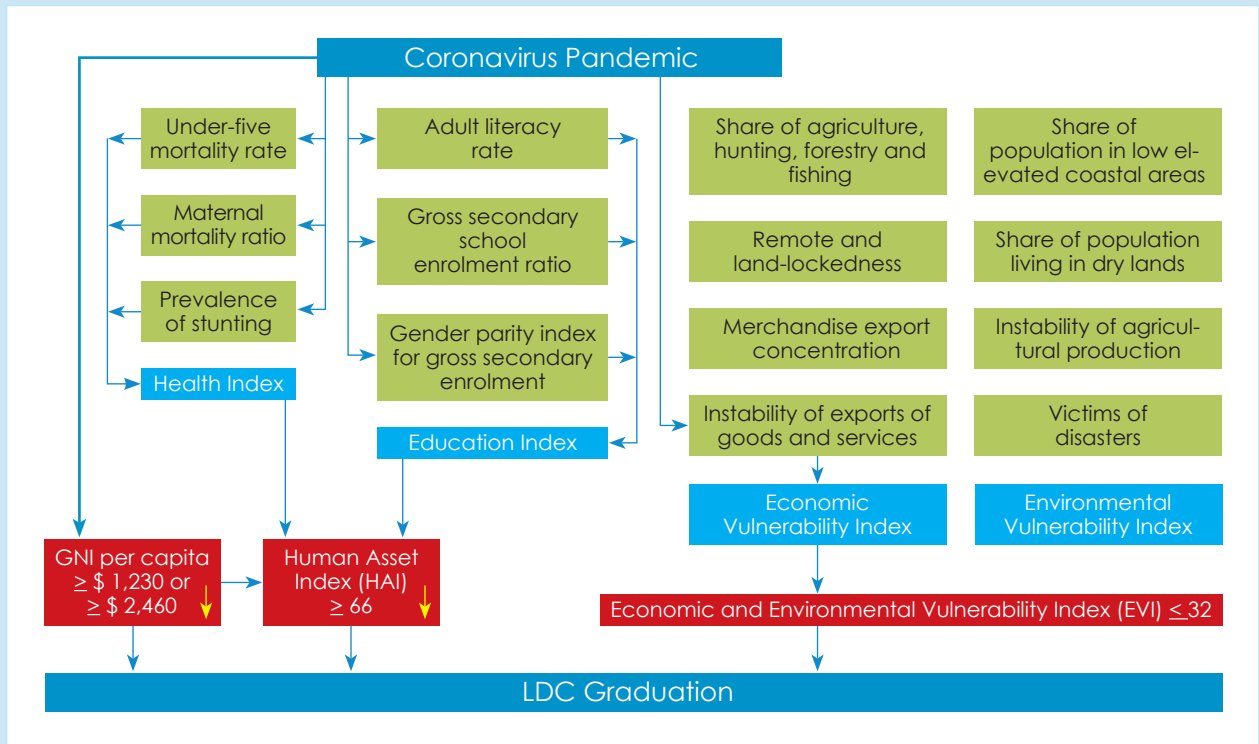 Coronavirus Pandemic
Under-five
mortality rate
Maternal
mortality ratio
Prevalence
of stunting
Health Index
Adult literacy
rate
Gross secondary
school
enrolment ratio
Gender parity index
for gross secondary
enrolment
Education Index
Share of agriculture,
hunting, forestry and
fishing
Remote and
land-lockedness
Merchandise export
concentration
Instability of exports of
goods and services
Economic
Vulnerability Index
Share of
population in low el-
evated coastal areas
Share of population
living in dry lands
Instability of agricul-
tural production
Victims of
disasters
Environmental
Vulnerability Index
GNI per capita
≥ $ 1,230 or
≥ $ 2,460
Human Asset
Index (HAI)
≥ 66
Economic and Environmental Vulnerability Index (EVI) ≤ 32
LDC Graduation